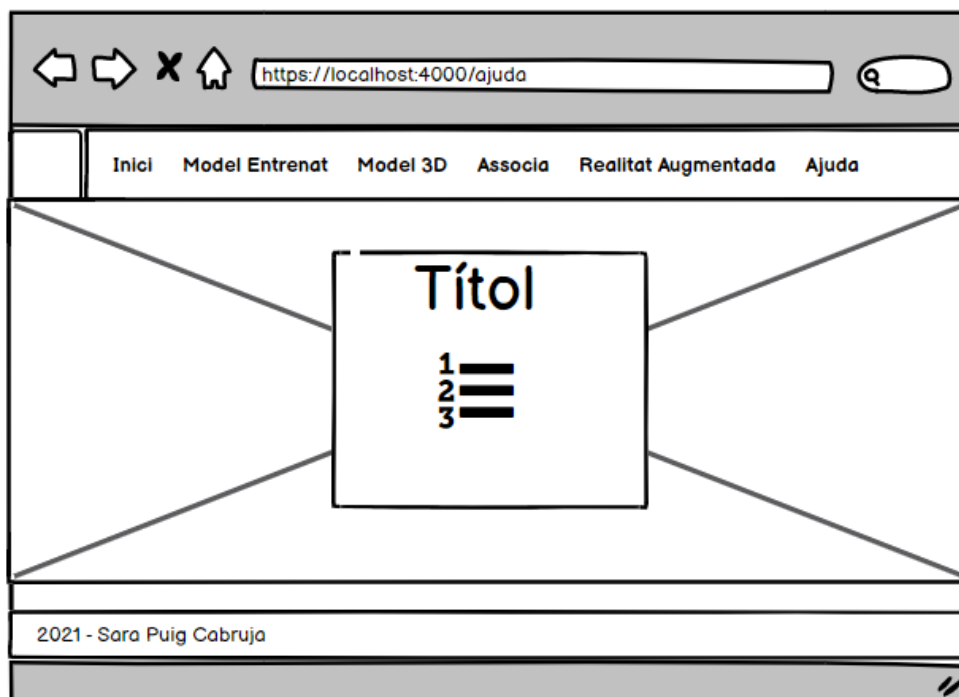 https://localhost:4000/ajuda
Inici Model Entrenat Model 3D Associa Realitat Augmentada Ajuda
Títol
1
2
3
2021 - Sara Puig Cabruja